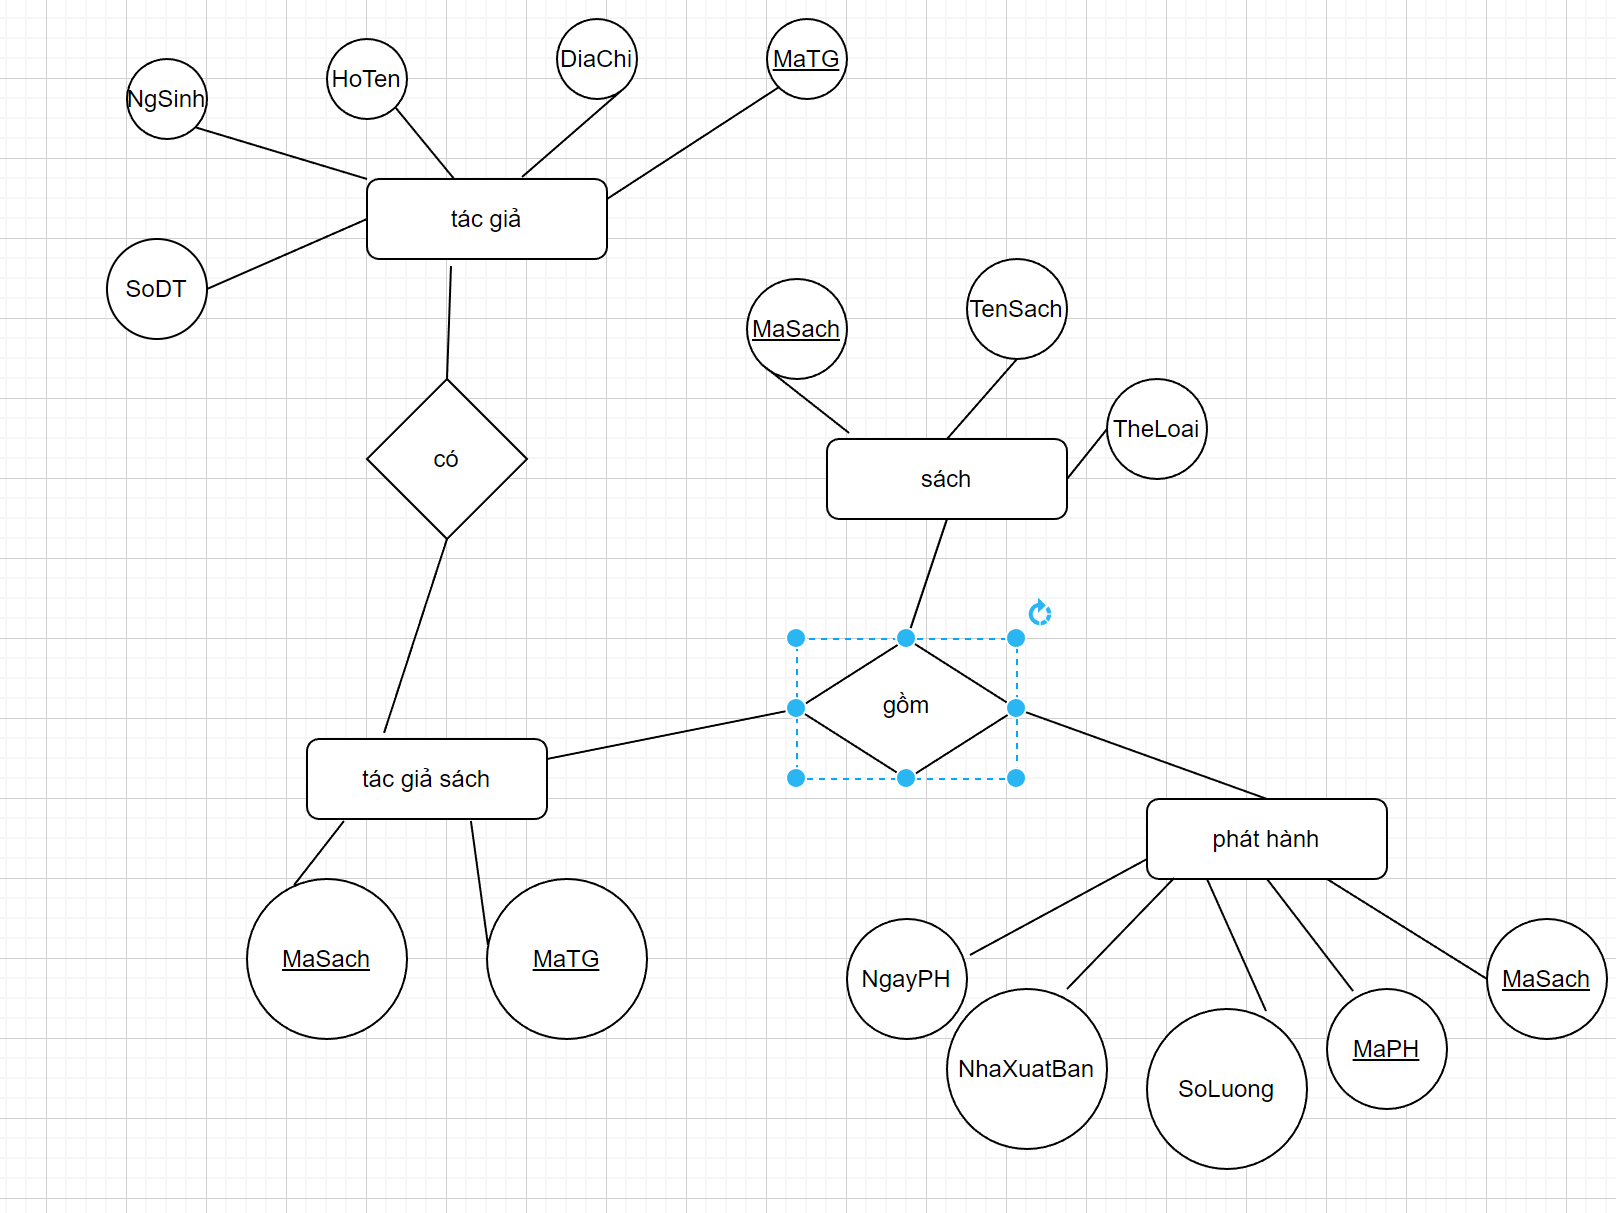 DiaChi
MaTG
HoTen
NgSinh
tác giả
SoDT
TenSach
MaSach
TheLoai
có
sách
gồm
tác giả sách
phát hành
MaSach
MaTG
NgayPH
MaSach
MaPH
NhaXuatBan
SoLuong